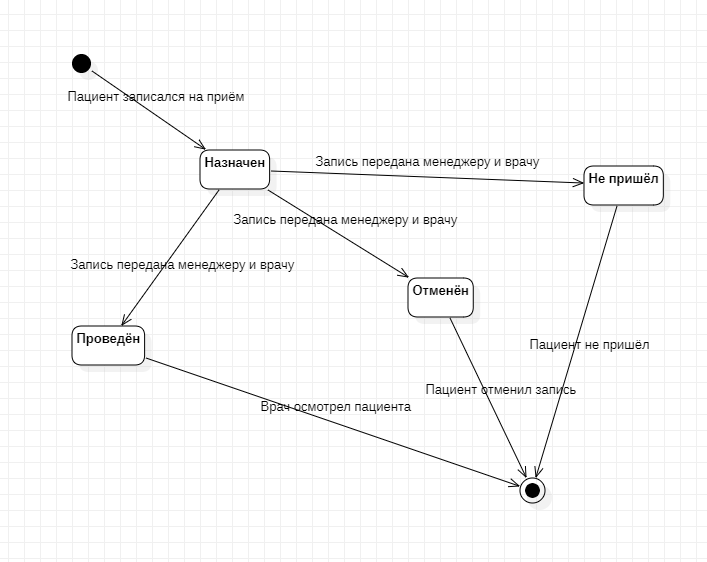 Пациент записался на приём
Назначен
Запись передана менеджеру и врачу
Не пришёл
Запись передана менеджеру и врачу
Запись передана менеджеру и врачу
Отменён
Проведён
Пациент не пришёл
Пациент отменил запись
Врач осмотрел пациента